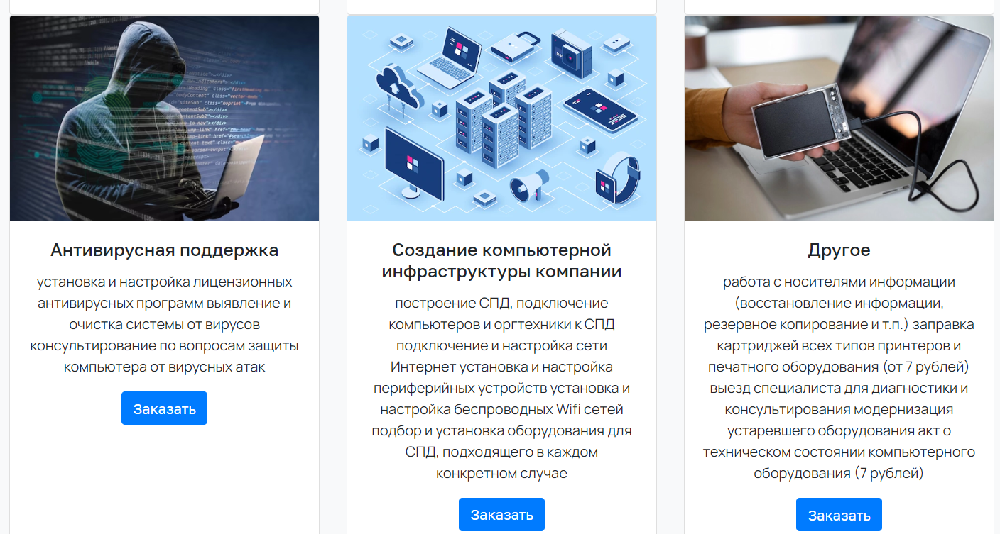 Антивирусная поддержка
установка и настройка лицензионных
антивирусных программ выявление и
очистка системы от вирусов
консультирование по вопросам защиты
компьютера от вирусных атак
Заказать
Создание компьютерной
инфраструктуры компании
построение СПД, подключение
компьютеров и оргтехники к СПД
подключение и настройка сети
Интернет установка и настройка
периферийных устройств установка и
настройка беспроводных Wifi сетей
подбор и установка оборудования для
СПД, подходящего в каждом
конкретном случае
Заказать
Другое
работа с носителями информации
(восстановление информации,
резервное копирование и т.п.) заправка
картриджей всех типов принтеров и
печатного оборудования (от 7 рублей)
выезд специалиста для диагностики и
консультирования модернизация
устаревшего оборудования акт о
техническом состоянии компьютерного
оборудования (7 рублей)
Заказать